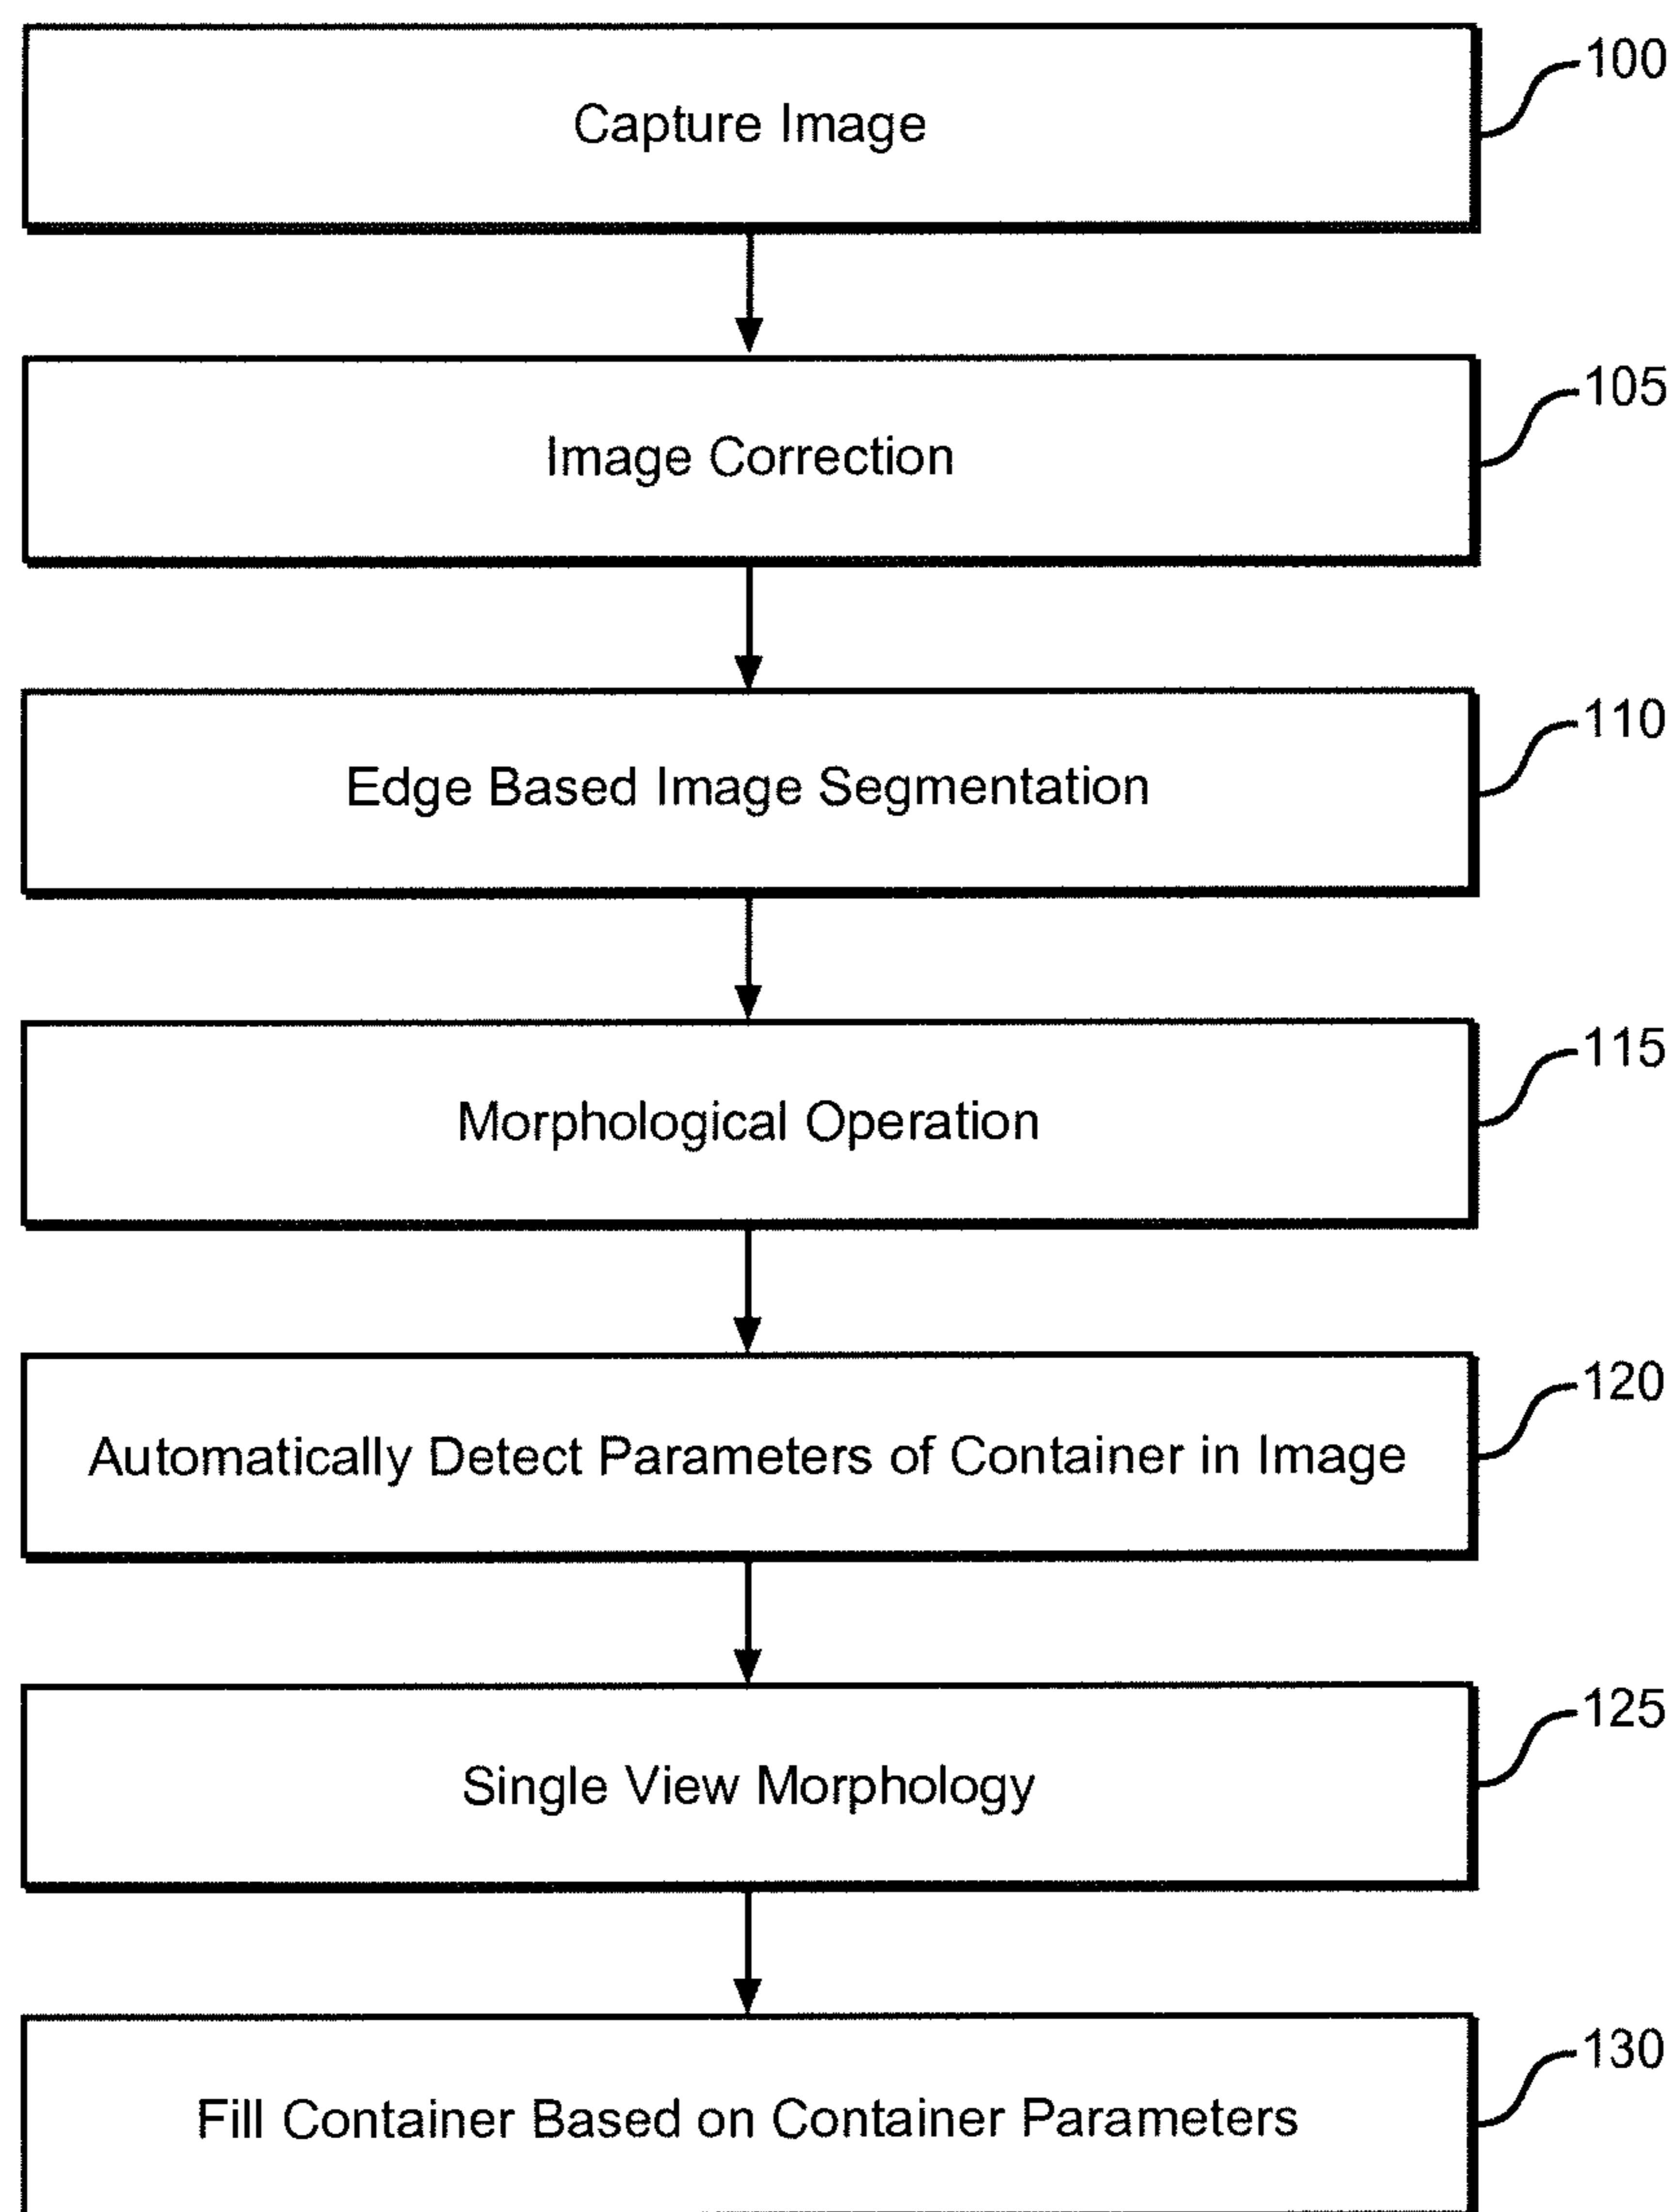 Capture Image
100
Image Correction
105
Edge Based Image Segmentation
110
Morphological Operation
115
Automatically Detect Parameters of Container in Image
120
Single View Morphology
125
Fill Container Based on Container Parameters
130